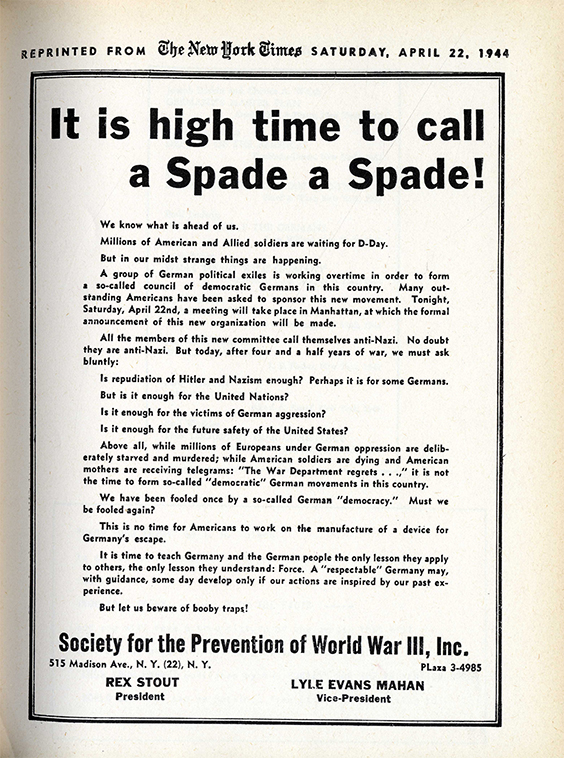 REPRINTED FROM The New York Times SATURDAY, APRIL 22, 1944
It is high time to call
a Spade a Spade!
We know what is ahead of us.
Millions of American and Allied soldiers are waiting for D-Day.
But in our midst strange things are happening.
A group of German political exiles is working overtime in order to form
a so-called council of democratic Germans in this country. Many out-
standing Americans have been asked to sponsor this new movement. Tonight,
Saturday, April 22nd, a meeting will take place in Manhattan, at which the formal
announcement of this new organization will be made.
All the members of this new committee call themselves anti-Nazi. No doubt
they are anti-Nazi. But today, after four and a half years of war, we must ask
bluntly:
Is repudiation of Hitler and Nazism enough? Perhaps it is for some Germans.
But is it enough for the United Nations?
Is it enough for the victims of German aggression?
Is it enough for the future safety of the United States?
Above all, while millions of Europeans under German oppression are delib-
erately starved and murdered; while American soldiers are dying and American
mothers are receiving telegrams: "The War Department regrets . . .," it is not
the time to form so-called "democratic" German movements in this country.
We have been fooled once by a so-called German "democracy." Must we
be fooled again?
This is no time for Americans to work on the manufacture of a device for
Germany's escape.
It is time to teach Germany and the German people the only lesson they apply
to others, the only lesson they understand: Force. A "respectable" Germany may,
with guidance, some day develop only if our actions are inspired by our past ex-
perience.
But let us beware of booby traps!
Society for the Prevention of World War III, Inc.
515 Madison Ave., N. Y. (22), N. Y. PLaza 3-4985
REX STOUT LYLE EVANS MAHAN
President Vice-President